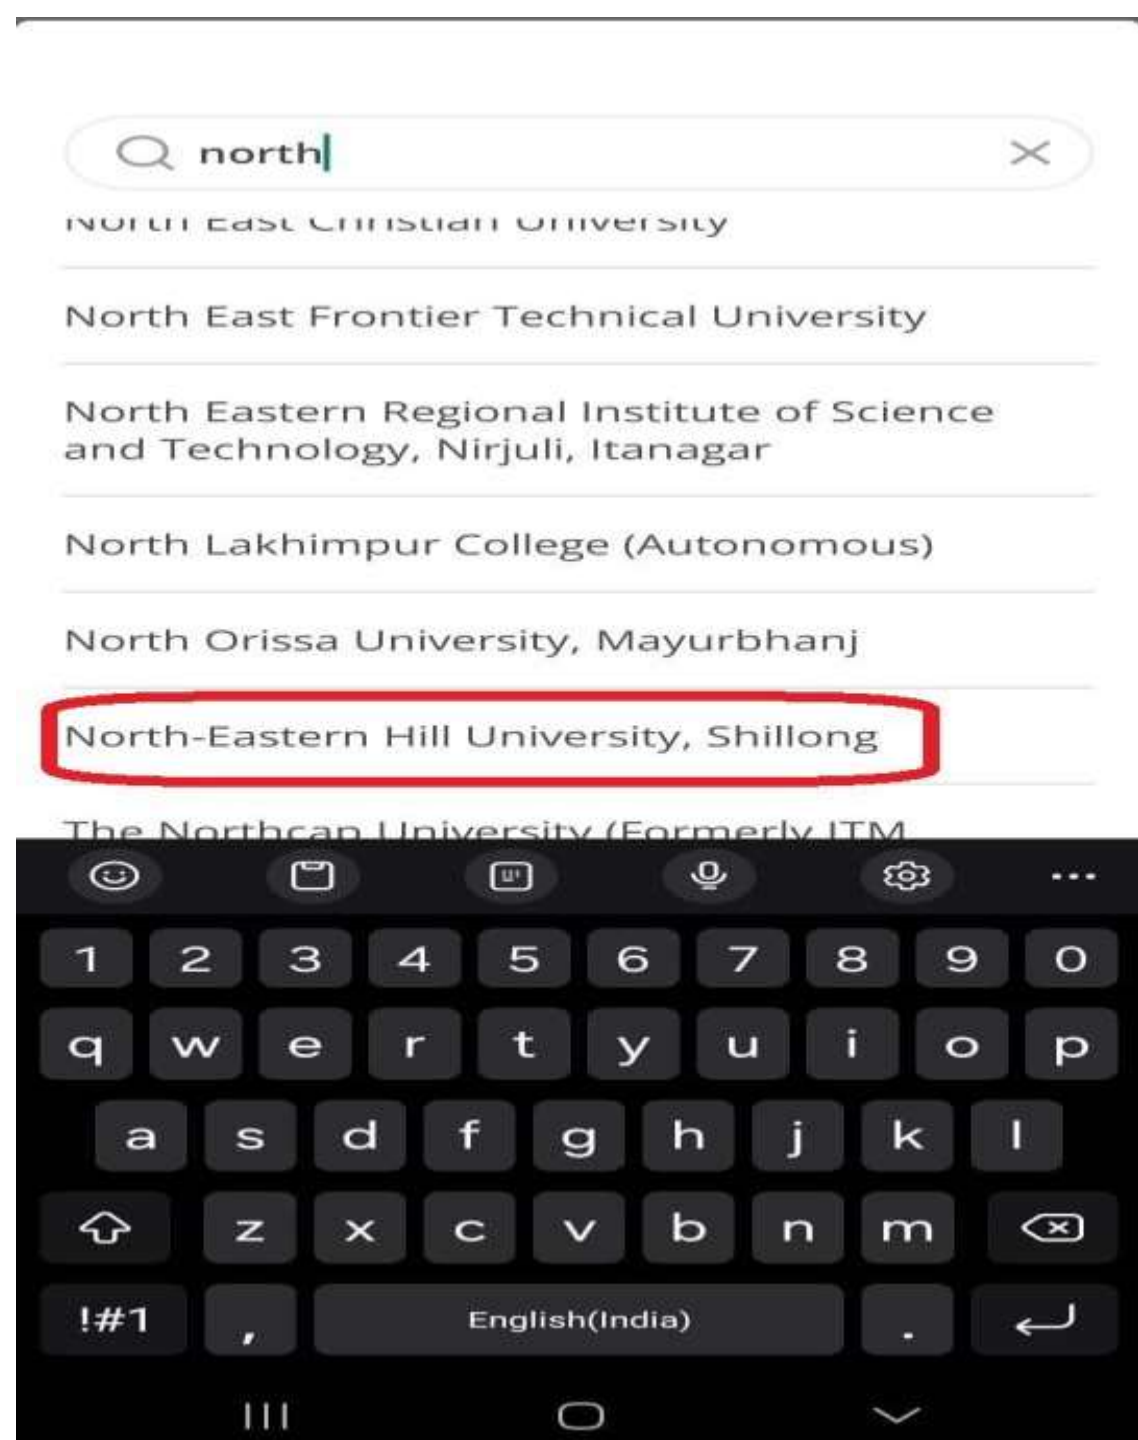 north
North East Christian University
North East Frontier Technical University
North Eastern Regional Institute of Science
and Technology, Nirjuli, Itanagar
North Lakhimpur College (Autonomous)
North Orissa University, Mayurbhanj
North-Eastern Hill University, Shillong
The Northcap University (Formerly ITM
1 2 3 4 5 6 7 8 9 0
q w e r t y u i o p
a s d f g h j k l
z x c v b n m
!#1 , English(India) .